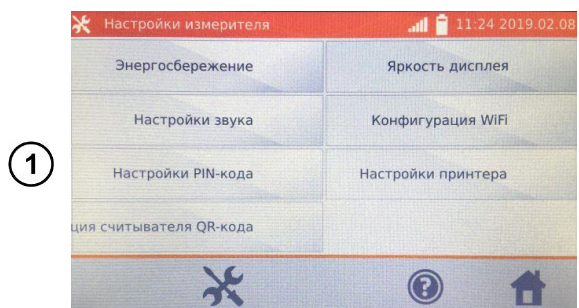 Настройки измерителя 11:24 2019.02.08
Энергосбережение Яркость дисплея
Настройки звука Конфигурация WiFi
1 Настройки PIN-кода Настройки принтера
ция считывателя QR-кода
?